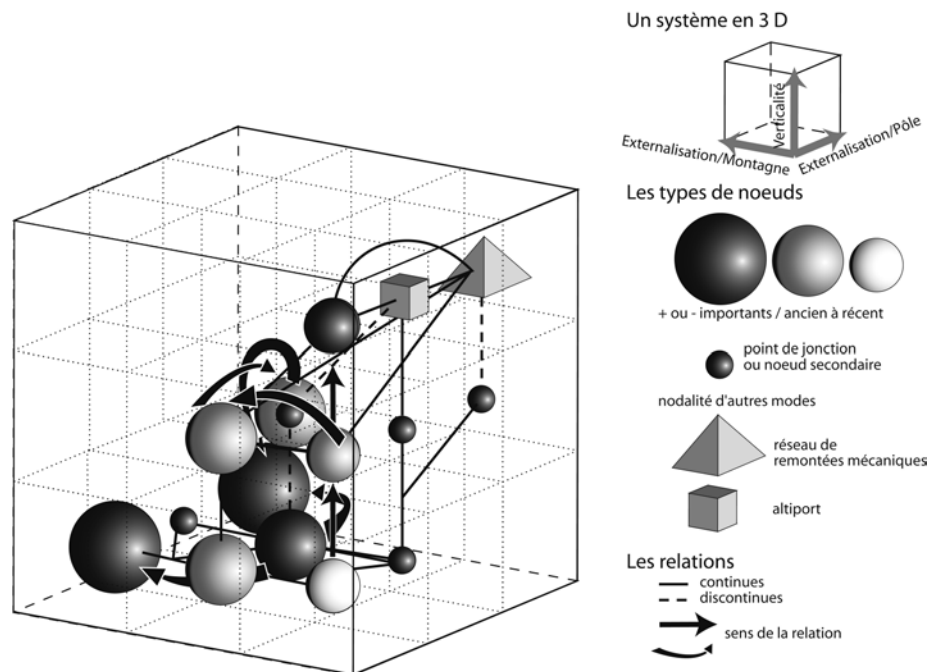 Un système en 3 D
Verticalité
Externalisation/Montagne
Externalisation/Pôle
Les types de noeuds
+ ou - importants / ancien à récent
point de jonction
ou noeud secondaire
nodalité d'autres modes
réseau de
remontées mécaniques
altiport
Les relations
continues
discontinues
sens de la relation